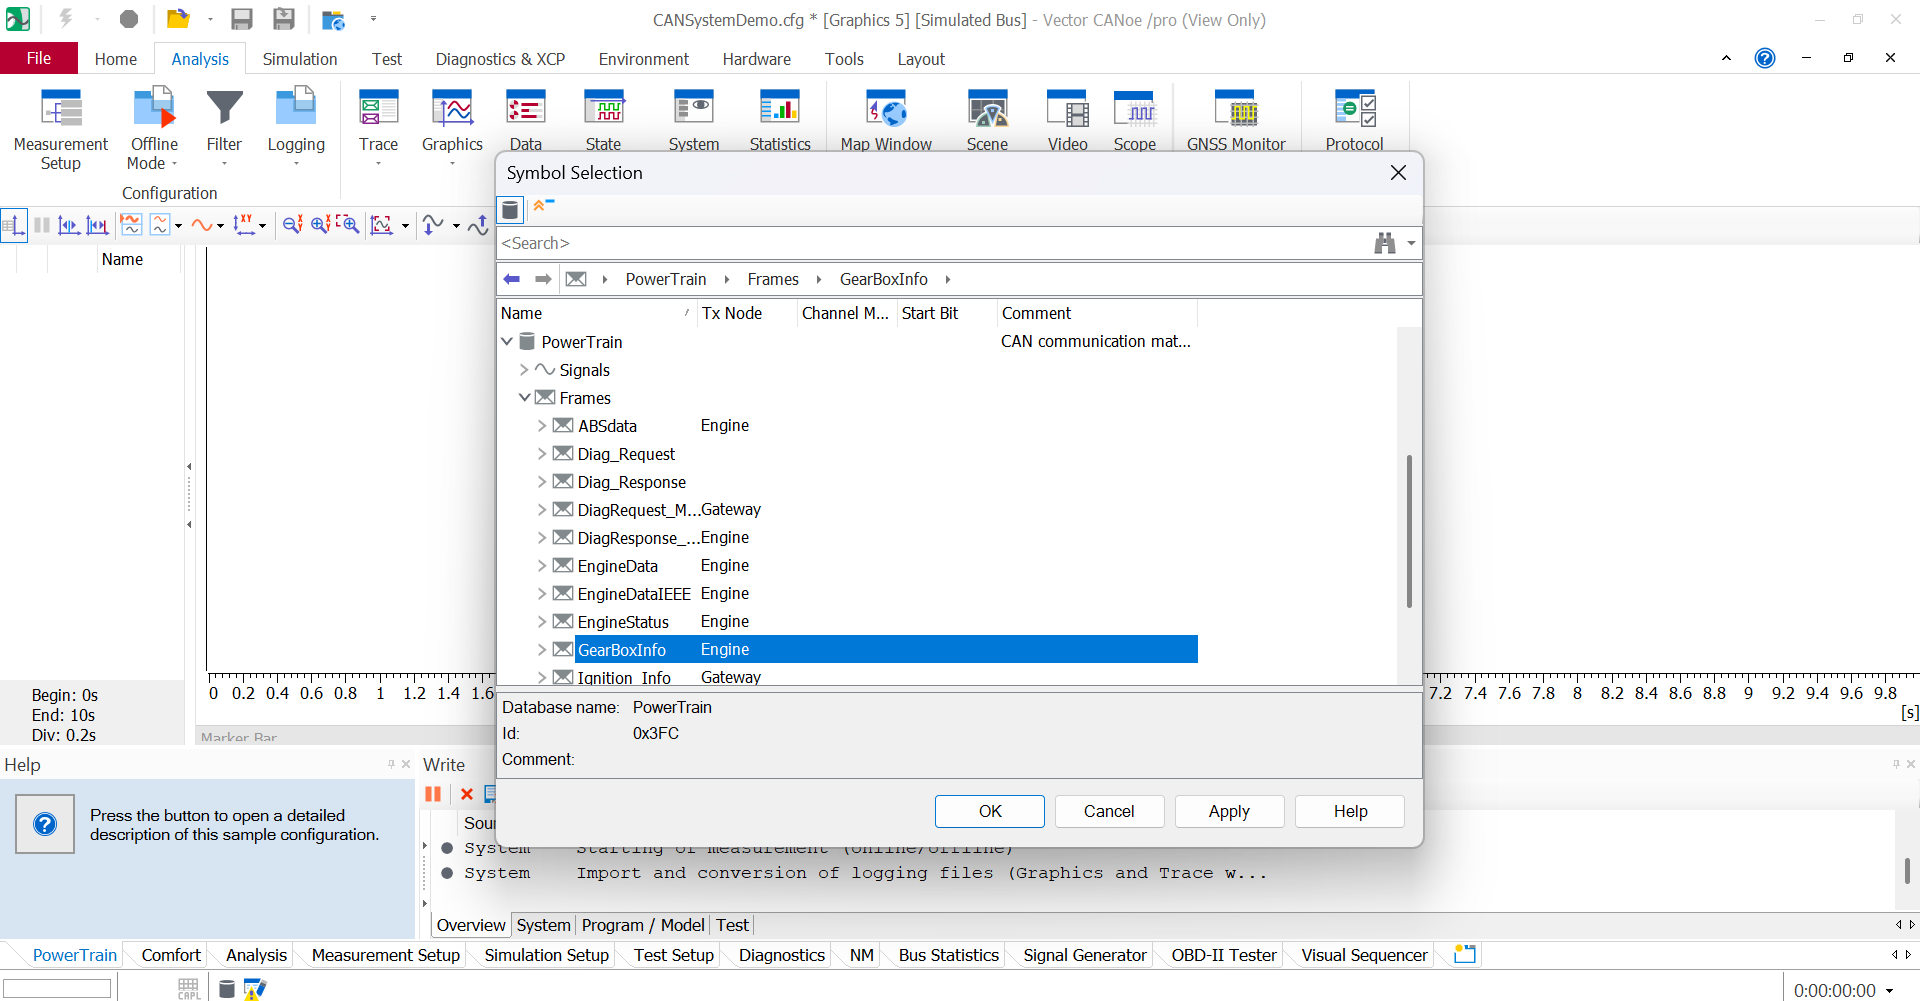 CANSystemDemo.cfg * [Graphics 5] [Simulated Bus] - Vector CANoe /pro (View Only)
File Home Analysis Simulation Test Diagnostics & XCP Environment Hardware Tools Layout
Measurement Setup Offline Mode Filter Logging Trace Graphics Data State System Statistics Map Window Scene Video Scope GNSS Monitor Protocol
Configuration
Symbol Selection
<Search>
Name
PowerTrain Frames GearBoxInfo
Name Tx Node Channel M... Start Bit Comment
PowerTrain CAN communication mat...
Signals
Frames
ABSdata Engine
Diag_Request
Diag_Response
DiagRequest_M... Gateway
DiagResponse_... Engine
EngineData Engine
EngineDataIEEE Engine
EngineStatus Engine
GearBoxInfo Engine
Ignition_Info Gateway
Begin: 0s
End: 10s
Div: 0.2s
0 0.2 0.4 0.6 0.8 1 1.2 1.4 1.6
7.2 7.4 7.6 7.8 8 8.2 8.4 8.6 8.8 9 9.2 9.4 9.6 9.8
[s]
Marker Bar
Database name: PowerTrain
Id: 0x3FC
Comment:
OK Cancel Apply Help
Help
Press the button to open a detailed
description of this sample configuration.
Write
Sou
System Starting of measurement (online/offline)
System Import and conversion of logging files (Graphics and Trace w...
Overview System Program / Model Test
PowerTrain Comfort Analysis Measurement Setup Simulation Setup Test Setup Diagnostics NM Bus Statistics Signal Generator OBD-II Tester Visual Sequencer
CAPL
0:00:00:00